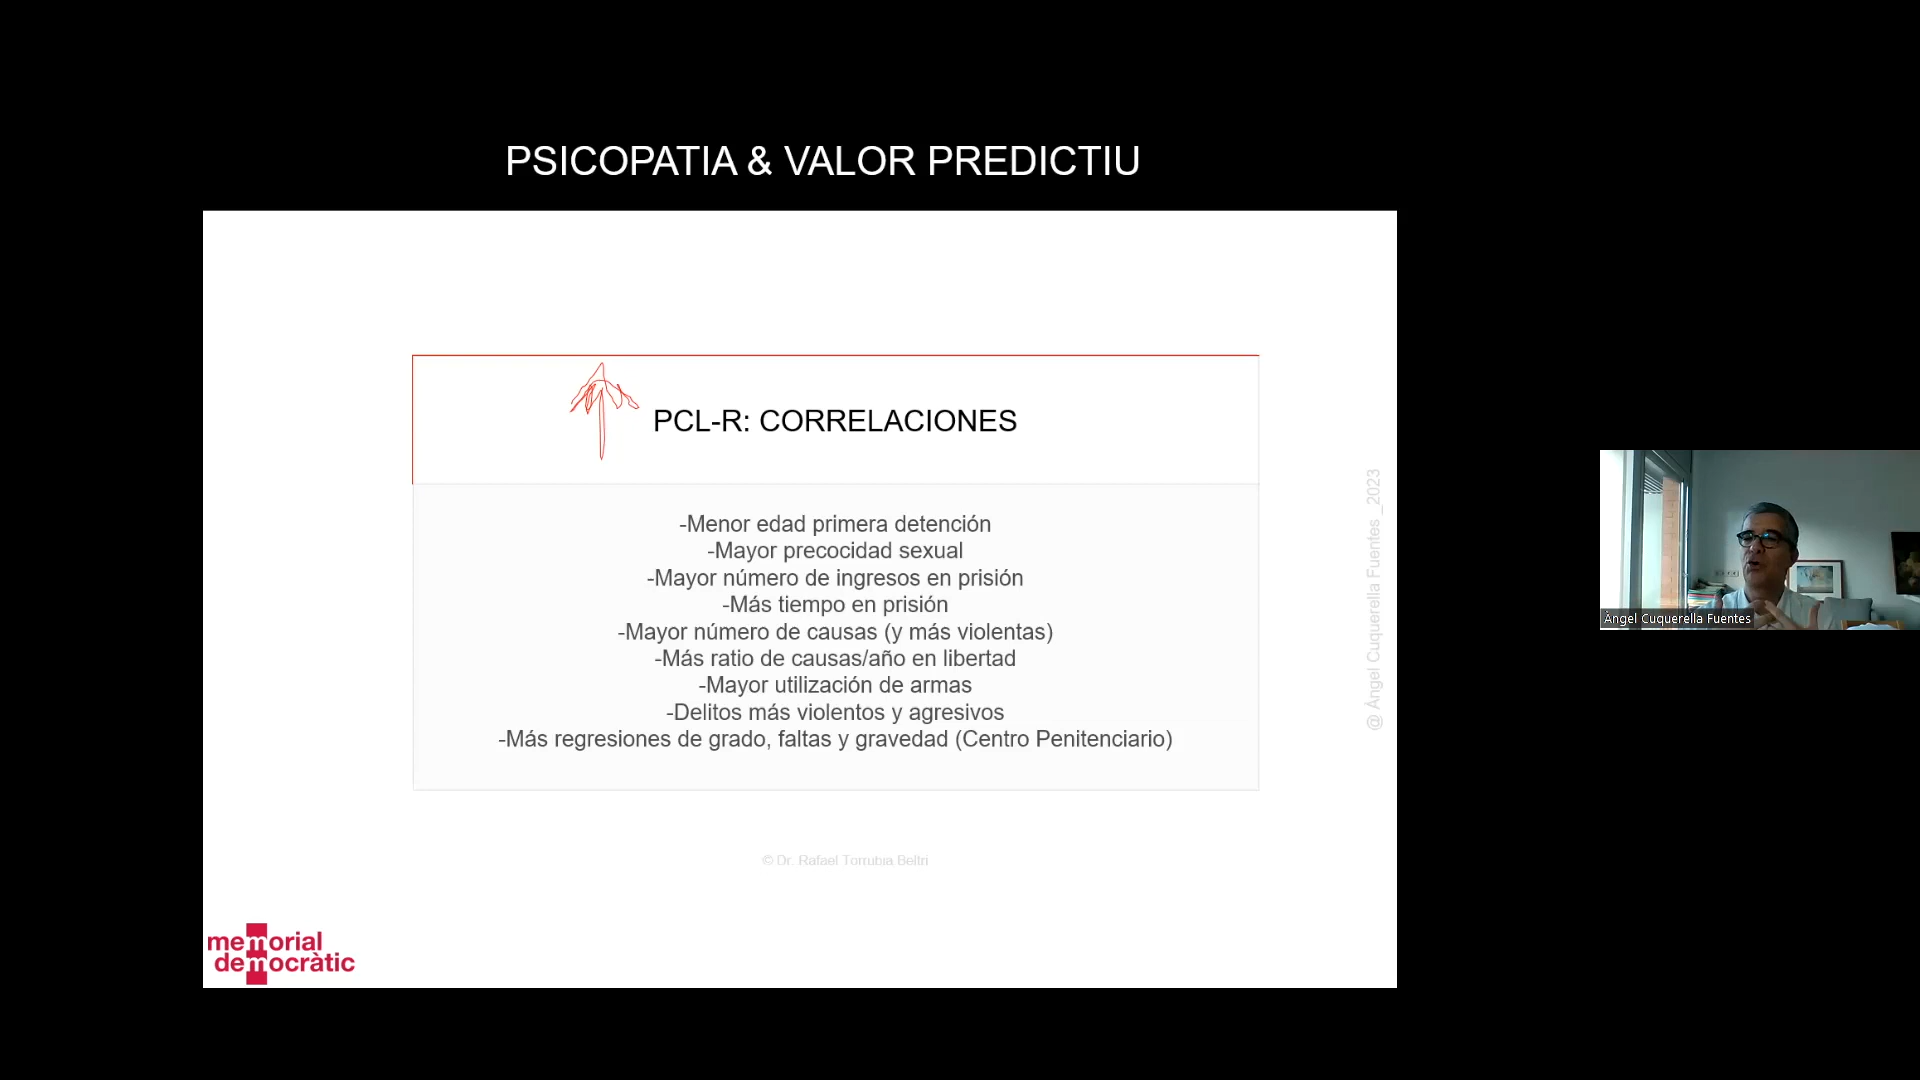 PSICOPATIA & VALOR PREDICTIU
PCL-R: CORRELACIONES
-Menor edad primera detención
-Mayor precocidad sexual
-Mayor número de ingresos en prisión
-Más tiempo en prisión
-Mayor número de causas (y más violentas)
-Más ratio de causas/año en libertad
-Mayor utilización de armas
-Delitos más violentos y agresivos
-Más regresiones de grado, faltas y gravedad (Centro Penitenciario)
© Dr. Rafael Torrubia Beltri
@ Àngel Cuquerella Fuentes _2023
memorial
democràtic
Àngel Cuquerella Fuentes